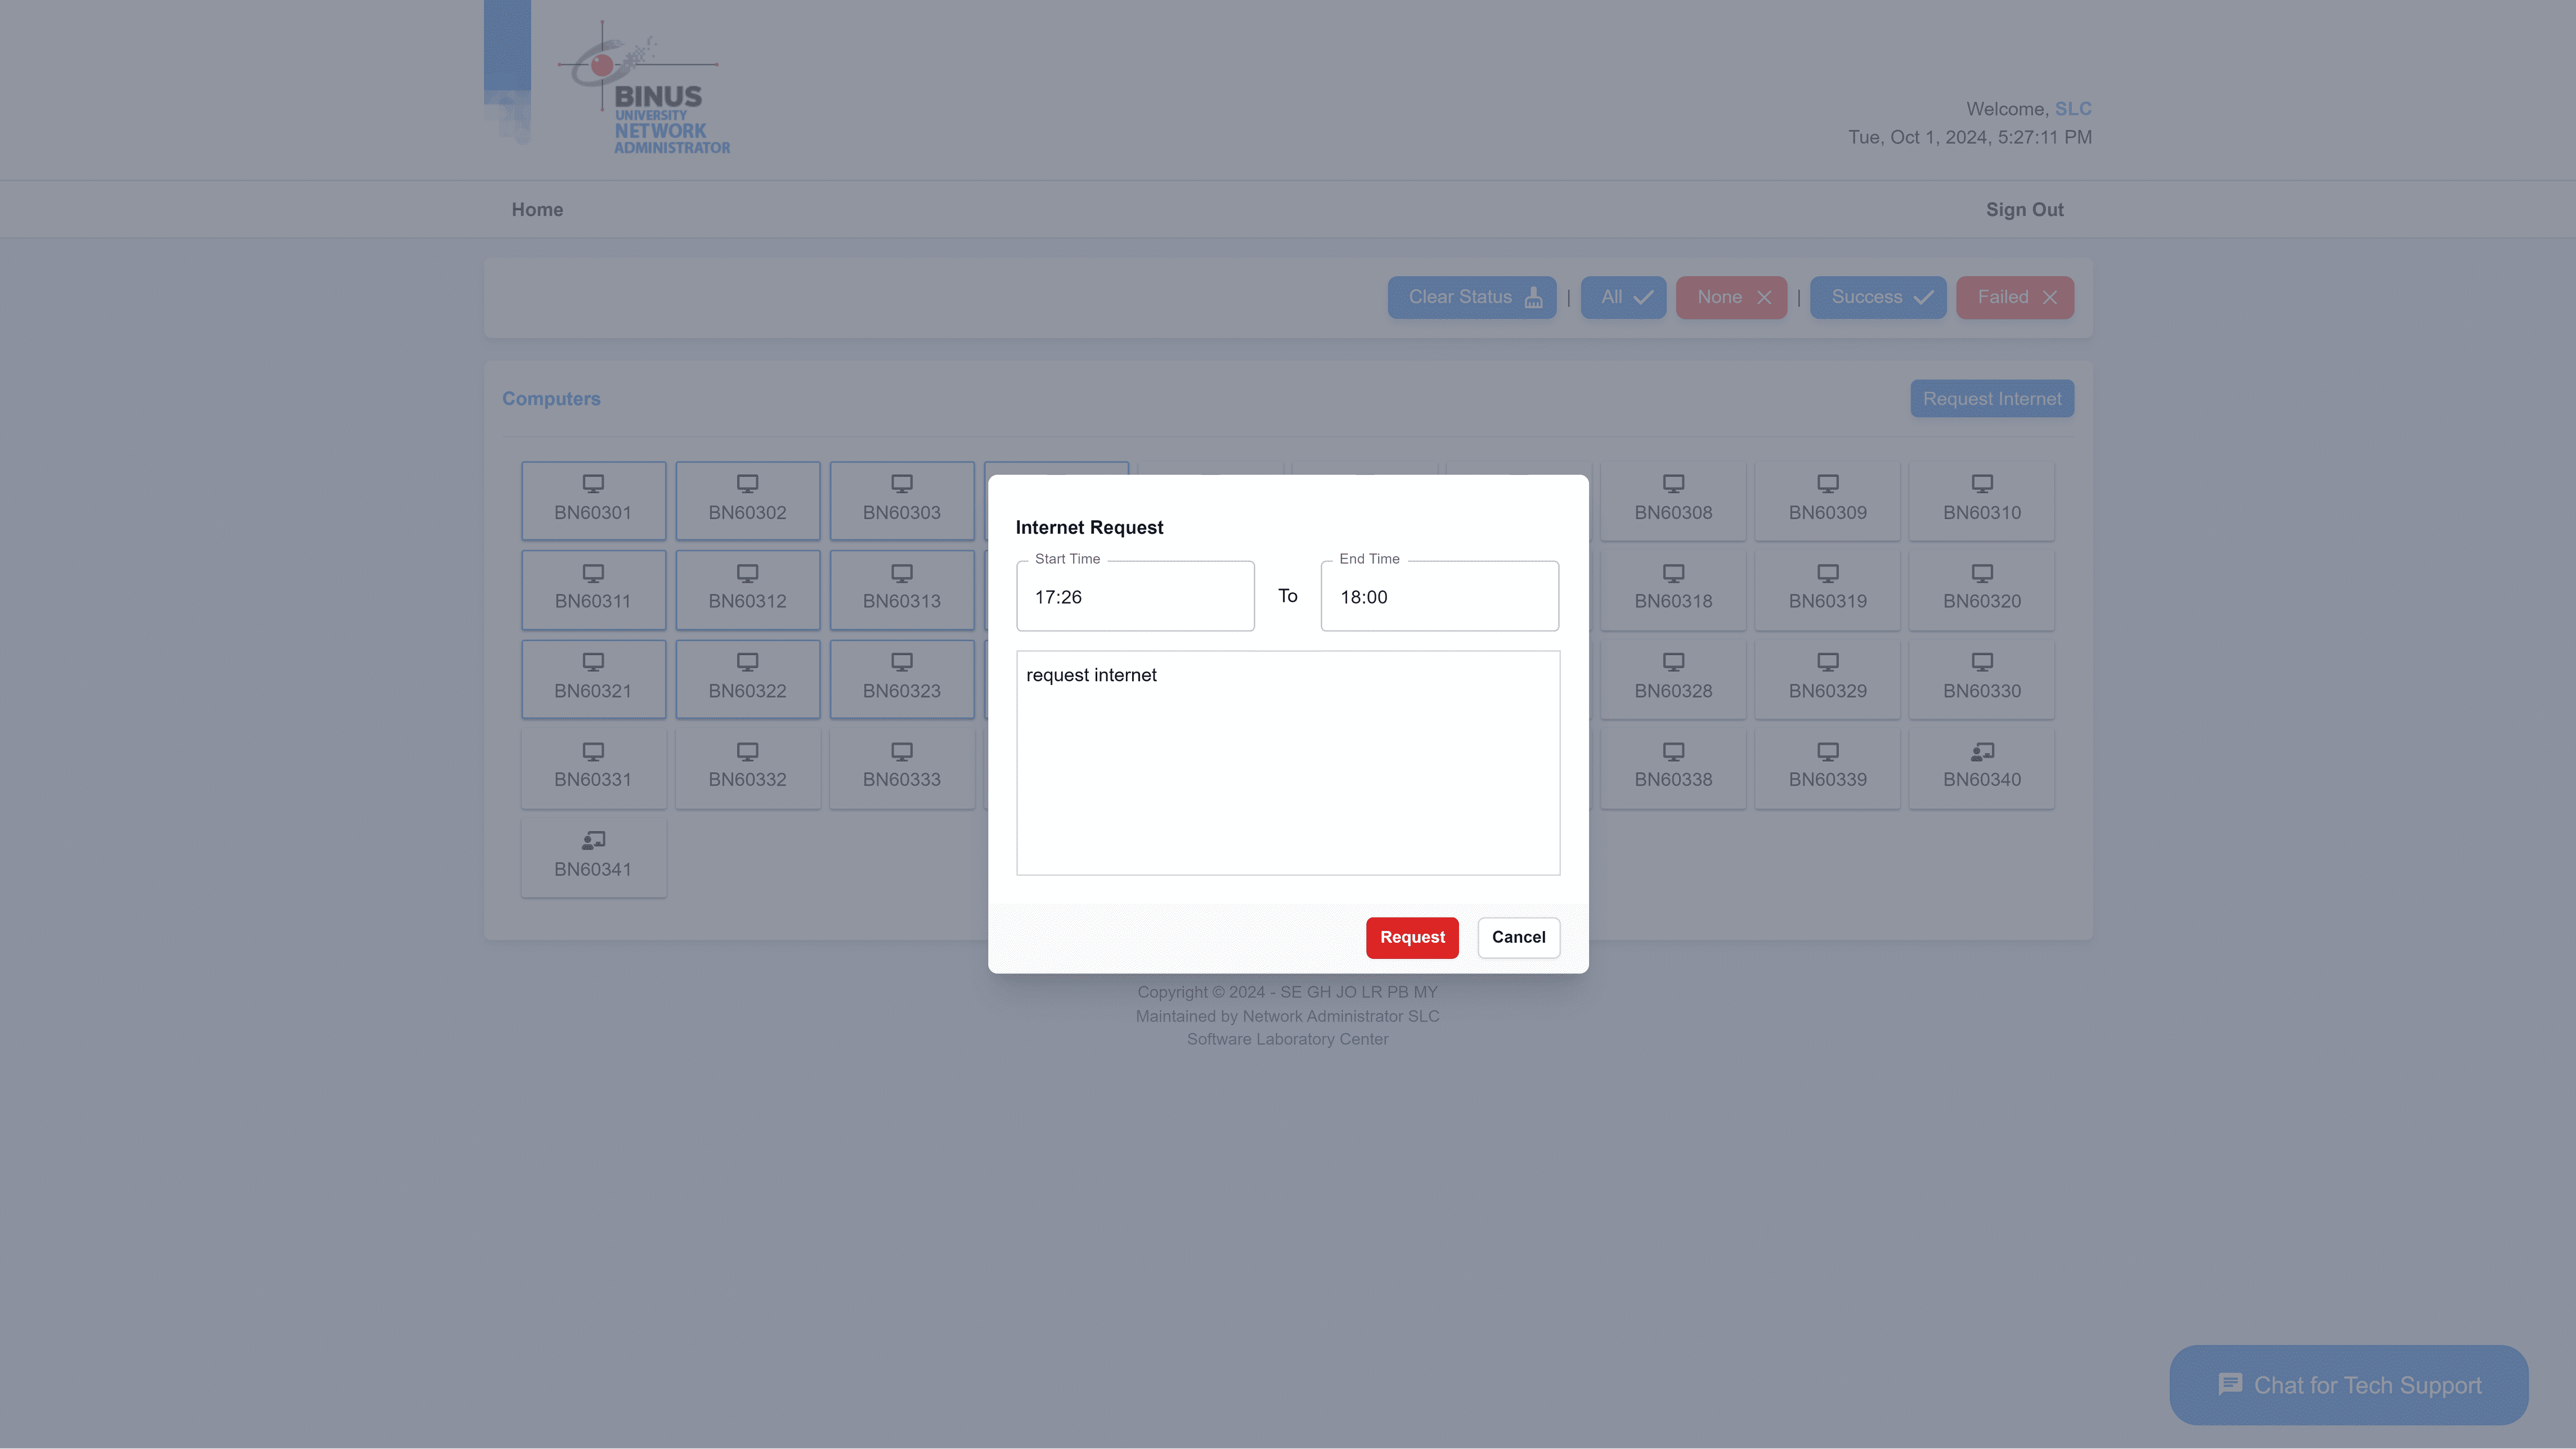 BINUS
UNIVERSITY
NETWORK
ADMINISTRATOR
Welcome, SLC
Tue, Oct 1, 2024, 5:27:11 PM
Home
Sign Out
Clear Status | All None | Success Failed
Computers
Request Internet
BN60301 BN60302 BN60303 BN60308 BN60309 BN60310
BN60311 BN60312 BN60313 BN60318 BN60319 BN60320
BN60321 BN60322 BN60323 BN60328 BN60329 BN60330
BN60331 BN60332 BN60333 BN60338 BN60339 BN60340
BN60341
Internet Request
Start Time
End Time
17:26 To 18:00
request internet
Request Cancel
Copyright © 2024 - SE GH JO LR PB MY
Maintained by Network Administrator SLC
Software Laboratory Center
Chat for Tech Support